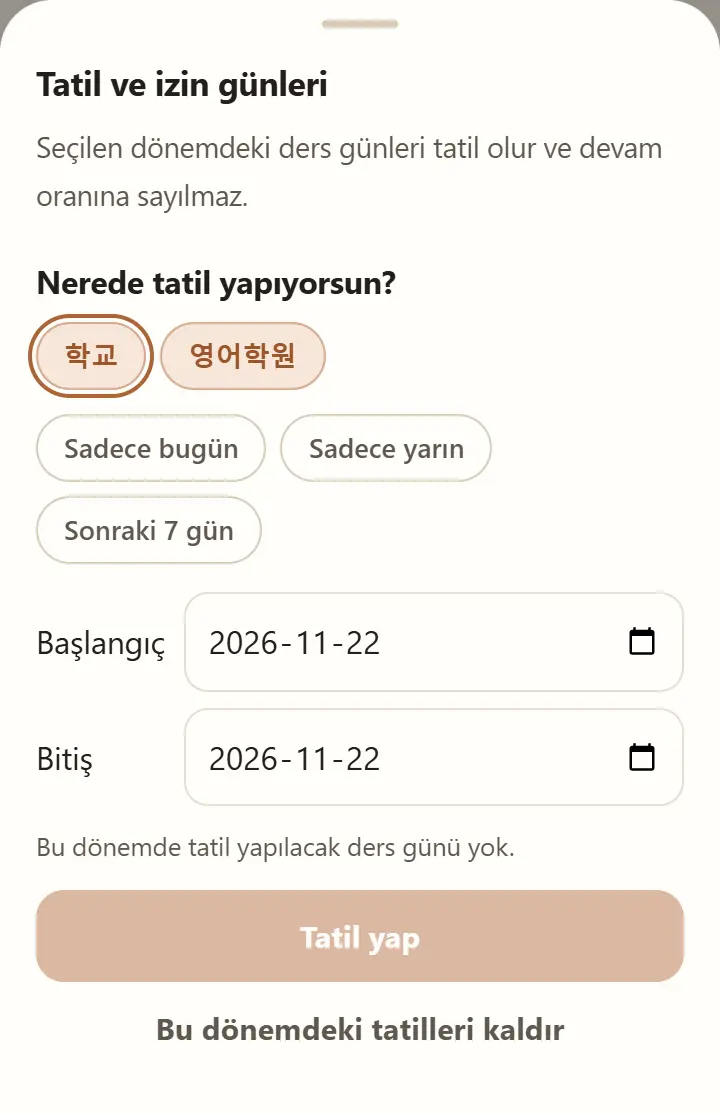 Tatil ve izin günleri
Seçilen dönemdeki ders günleri tatil olur ve devam
oranına sayılmaz.
Nerede tatil yapıyorsun?
학교 영어학원
Sadece bugün Sadece yarın
Sonraki 7 gün
Başlangıç 2026-11-22
Bitiş 2026-11-22
Bu dönemde tatil yapılacak ders günü yok.
Tatil yap
Bu dönemdeki tatilleri kaldır